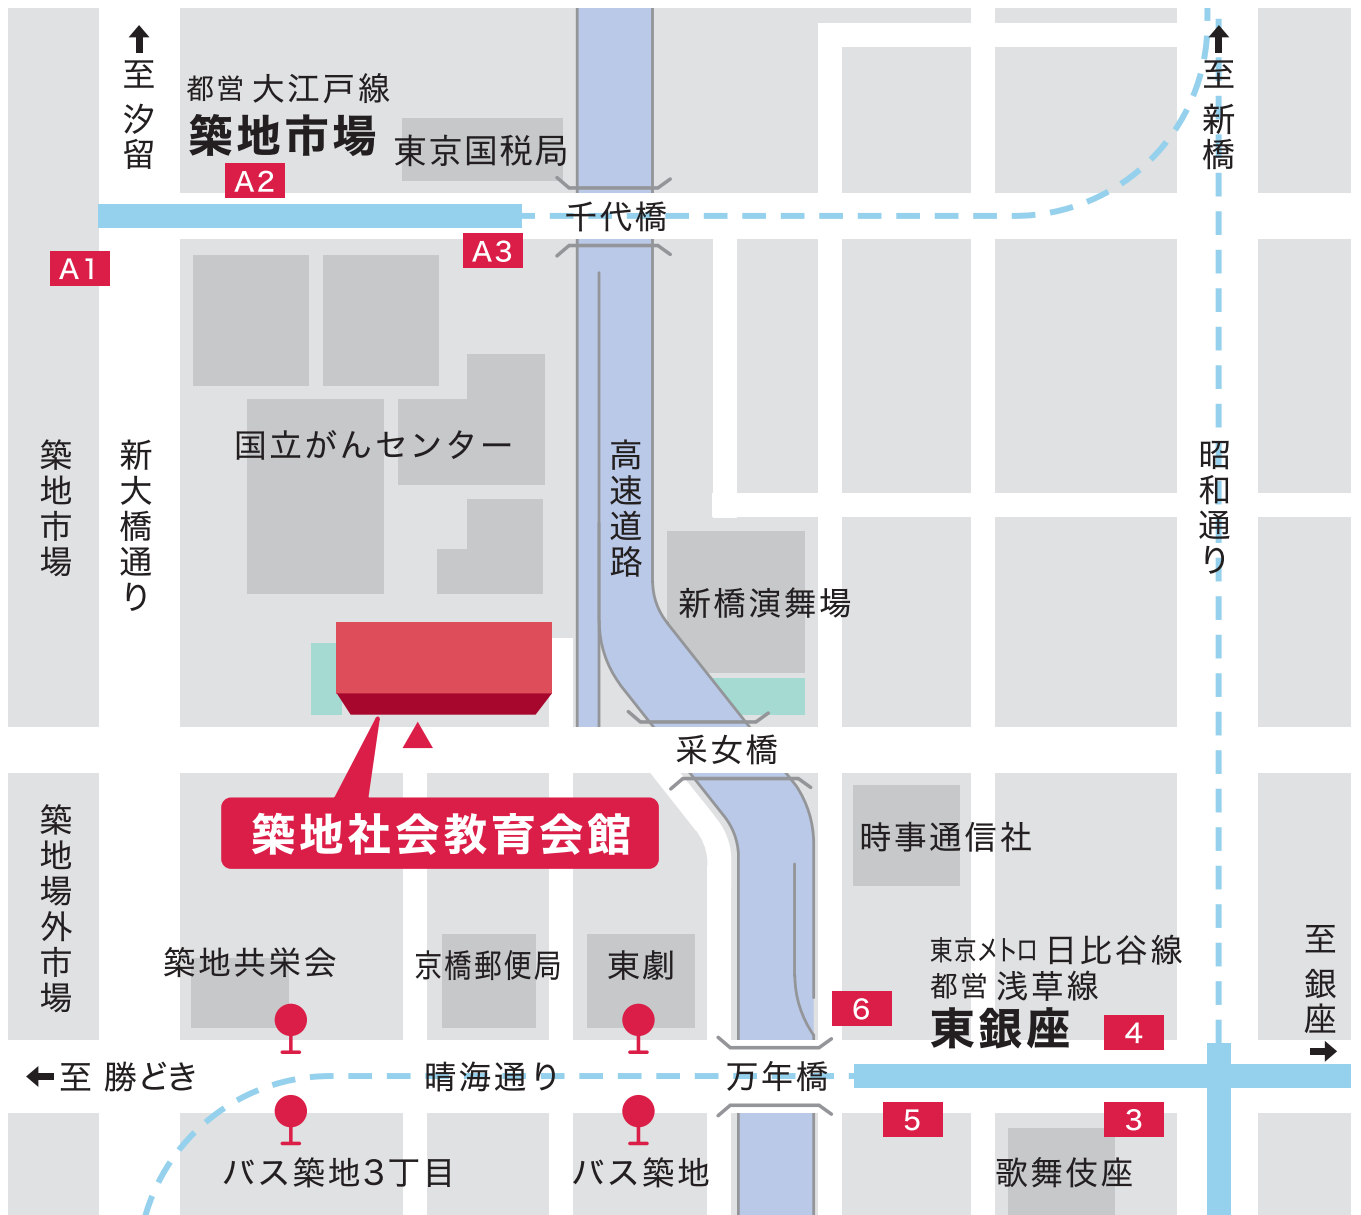 至 汐留
都営 大江戸線
築地市場
A2
東京国税局
至 新橋
千代橋
A3
A1
築地市場
新大橋通り
国立がんセンター
高速道路
昭和通り
新橋演舞場
采女橋
築地社会教育会館
時事通信社
築地場外市場
築地共栄会
京橋郵便局
東劇
東京メトロ 日比谷線
都営 浅草線
東銀座
6
4
至 銀座
至 勝どき
晴海通り
万年橋
5
3
バス築地3丁目
バス築地
歌舞伎座